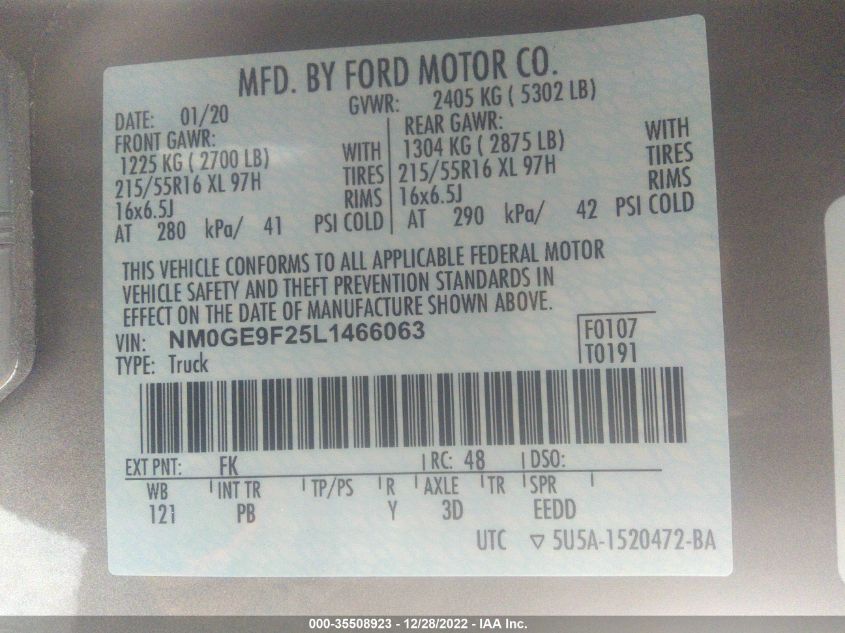 MFD. BY FORD MOTOR CO.
DATE: 01/20 GVWR: 2405 KG ( 5302 LB)
FRONT GAWR: REAR GAWR:
1225 KG ( 2700 LB) WITH 1304 KG ( 2875 LB) WITH
215/55R16 XL 97H TIRES 215/55R16 XL 97H TIRES
16x6.5J RIMS 16x6.5J RIMS
AT 280 kPa/ 41 PSI COLD AT 290 kPa/ 42 PSI COLD
THIS VEHICLE CONFORMS TO ALL APPLICABLE FEDERAL MOTOR
VEHICLE SAFETY AND THEFT PREVENTION STANDARDS IN
EFFECT ON THE DATE OF MANUFACTURE SHOWN ABOVE.
VIN: NM0GE9F25L1466063 F0107
TYPE: Truck T0191
EXT PNT: FK RC: 48 DSO:
WB INT TR TP/PS R AXLE TR SPR
121 PB Y 3D EEDD
UTC ▽ 5U5A-1520472-BA
000-35508923 - 12/28/2022 - IAA Inc.